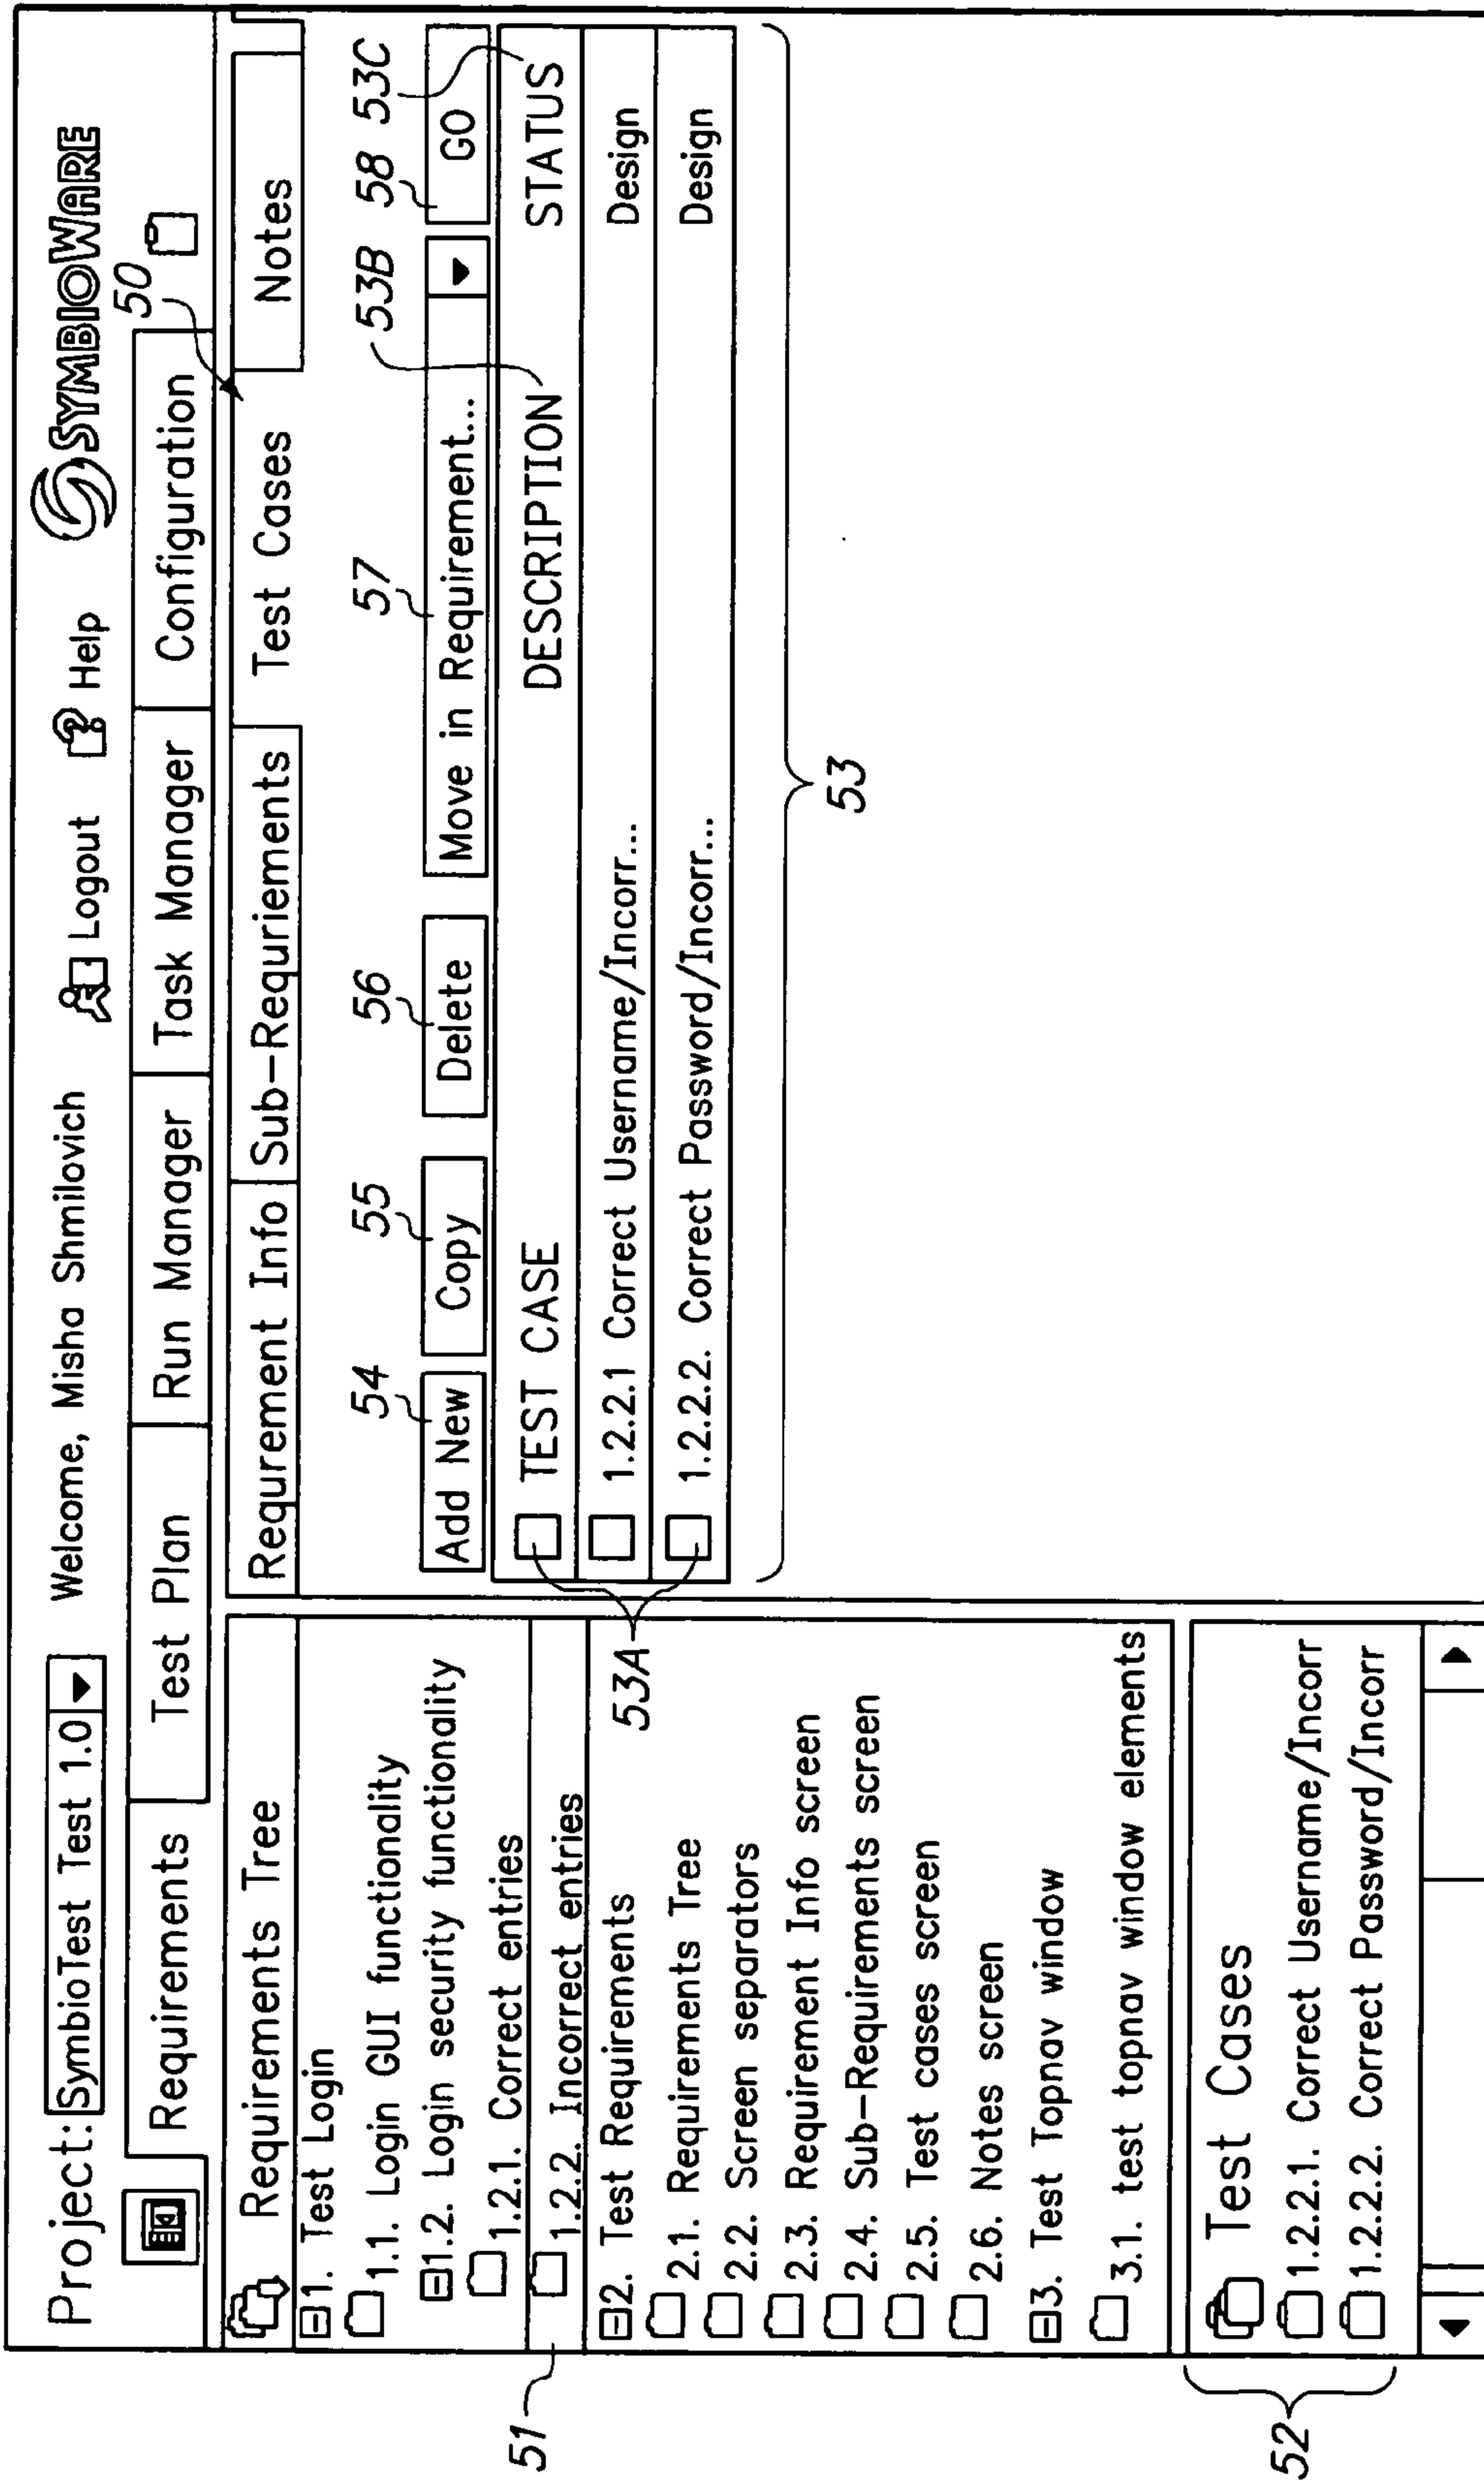 Project: SymbioTest Test 1.0 Welcome, Misha Shmilovich Logout Help SYMBIOWARE
Requirements Test Plan Run Manager Task Manager Configuration
50
Requirements Tree
Requrement Info Sub-Requriements Test Cases Notes
1. Test Login
1.1. Login GUI functionality
1.2. Login security functionality
1.2.1. Correct entries
1.2.2. Incorrect entries
2. Test Requirements
2.1. Requirements Tree
2.2. Screen separators
2.3. Requirement Info screen
2.4. Sub-Requirements screen
2.5. Test cases screen
2.6. Notes screen
3. Test Topnav window
3.1. test topnav window elements
51
Test Cases
1.2.2.1. Correct Username/Incorr
1.2.2.2. Correct Password/Incorr
52
54 55 56 57 53B 58 53C
Add New Copy Delete Move in Requirement... GO
TEST CASE DESCRIPTION STATUS
1.2.2.1 Correct Username/Incorr... Design
1.2.2.2. Correct Password/Incorr... Design
53A
53